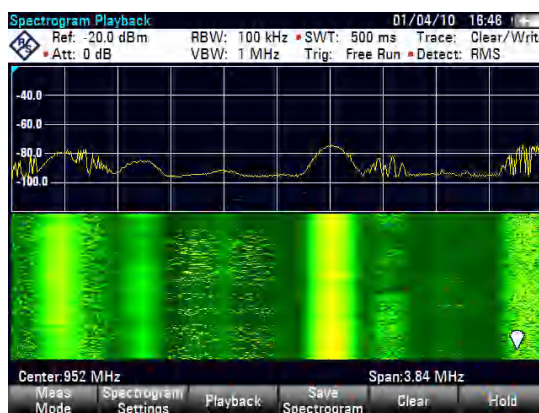 Spectrogram Playback 01/04/10 16:46
R&S Ref: -20.0 dBm RBW: 100 kHz SWT: 500 ms Trace: Clear/Writ
Att: 0 dB VBW: 1 MHz Trig: Free Run Detect: RMS
-40.0
-60.0
-80.0
-100.0
Center:952 MHz Span:3.84 MHz
Meas Mode Spectrogram Settings Playback Save Spectrogram Clear Hold